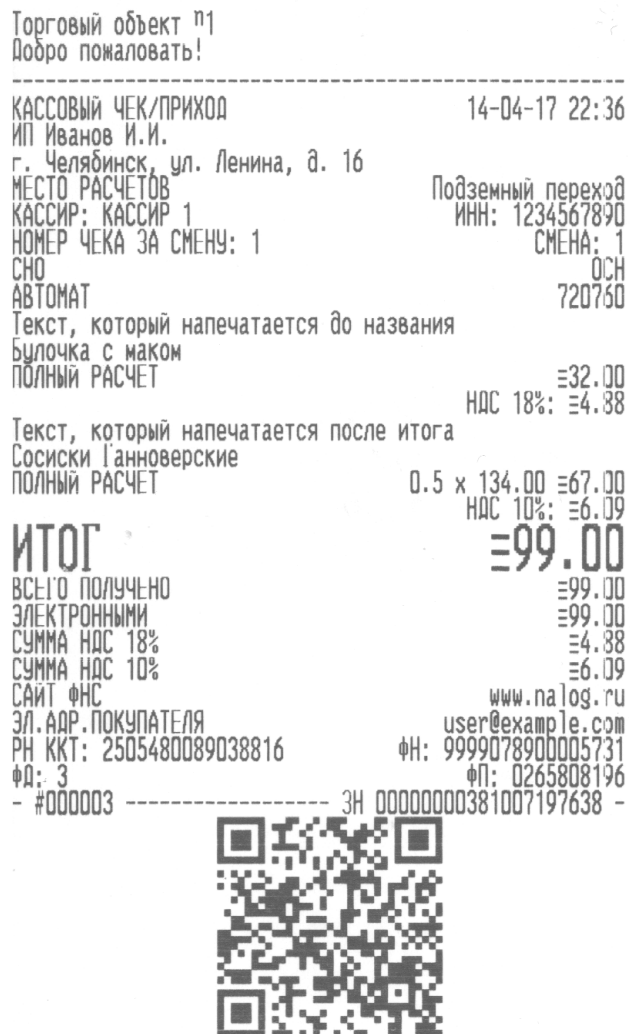 Торговый объект n1
Добро пожаловать!
КАССОВЫЙ ЧЕК/ПРИХОД 14-04-17 22:36
ИП Иванов И.И.
г. Челябинск, ул. Ленина, д. 16
МЕСТО РАСЧЕТОВ Подземный переход
КАССИР: КАССИР 1 ИНН: 1234567890
НОМЕР ЧЕКА ЗА СМЕНУ: 1 СМЕНА: 1
СНО ОСН
АВТОМАТ 720760
Текст, который напечатается до названия
Булочка с маком
ПОЛНЫЙ РАСЧЕТ ≡32.00
НДС 18%: ≡4.88
Текст, который напечатается после итога
Сосиски Ганноверские
ПОЛНЫЙ РАСЧЕТ 0.5 x 134.00 ≡67.00
НДС 10%: ≡6.09
ИТОГ ≡99.00
ВСЕГО ПОЛУЧЕНО ≡99.00
ЭЛЕКТРОННЫМИ ≡99.00
СУММА НДС 18% ≡4.88
СУММА НДС 10% ≡6.09
САЙТ ФНС www.nalog.ru
ЭЛ.АДР.ПОКУПАТЕЛЯ user@example.com
РН ККТ: 2505480089038816 ФН: 9999078900005731
ФД: 3 ФП: 0265808196
- #000003 ------------------ ЗН 00000000381007197638 -